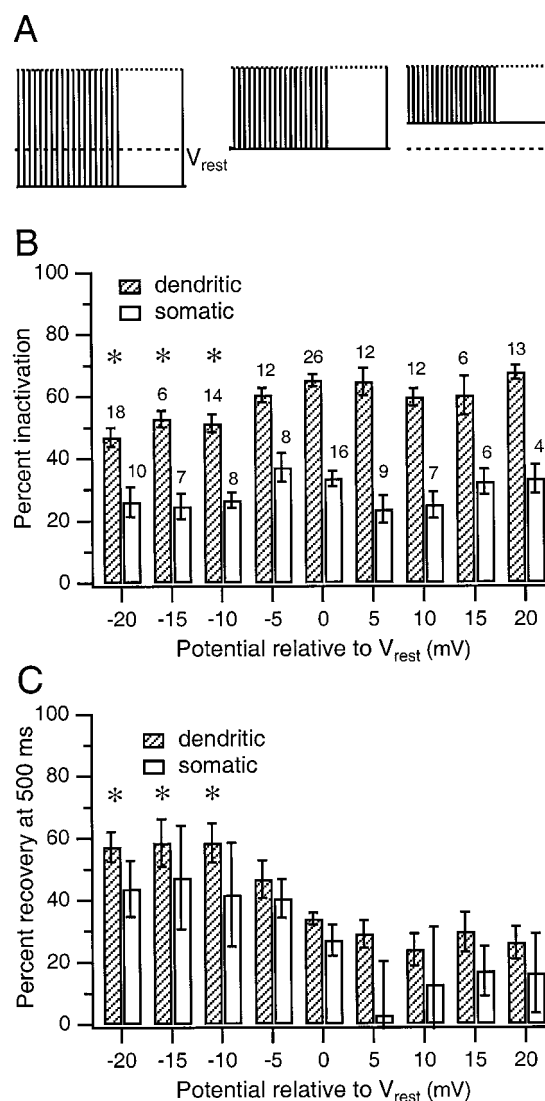 A
V_rest
B
100
80
60
40
20
0
Percent inactivation
dendritic
somatic
* * *
18 10 6 7 14 8 12 8 26 16 12 9 12 7 6 6 13 4
-20 -15 -10 -5 0 5 10 15 20
Potential relative to V_rest (mV)
C
100
80
60
40
20
0
Percent recovery at 500 ms
dendritic
somatic
* * *
-20 -15 -10 -5 0 5 10 15 20
Potential relative to V_rest (mV)